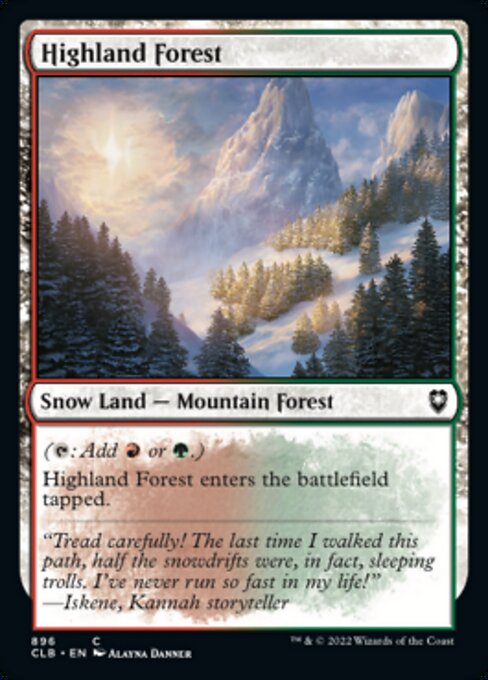 Highland Forest
Snow Land — Mountain Forest
(: Add or .)
Highland Forest enters the battlefield
tapped.
“Tread carefully! The last time I walked this
path, half the snowdrifts were, in fact, sleeping
trolls. I’ve never run so fast in my life!”
—Iskene, Kannah storyteller
896 C
CLB • EN Alayna Danner
™ & © 2022 Wizards of the Coast